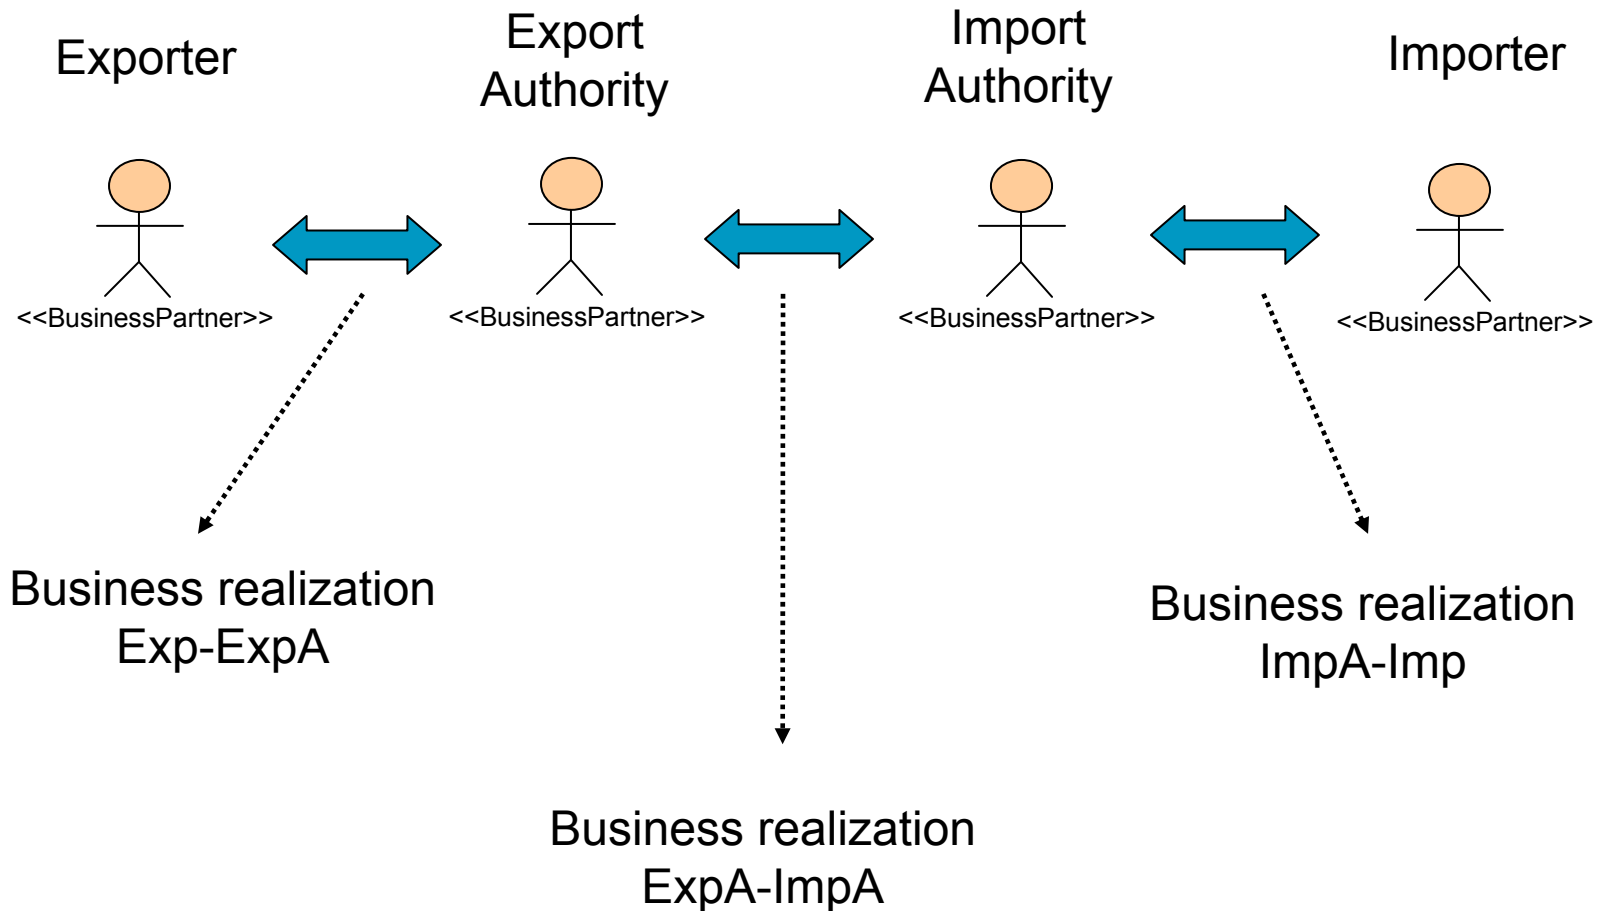 Exporter
Export
Authority
Import
Authority
Importer
<<BusinessPartner>>
<<BusinessPartner>>
<<BusinessPartner>>
<<BusinessPartner>>
Business realization
Exp-ExpA
Business realization
ImpA-Imp
Business realization
ExpA-ImpA